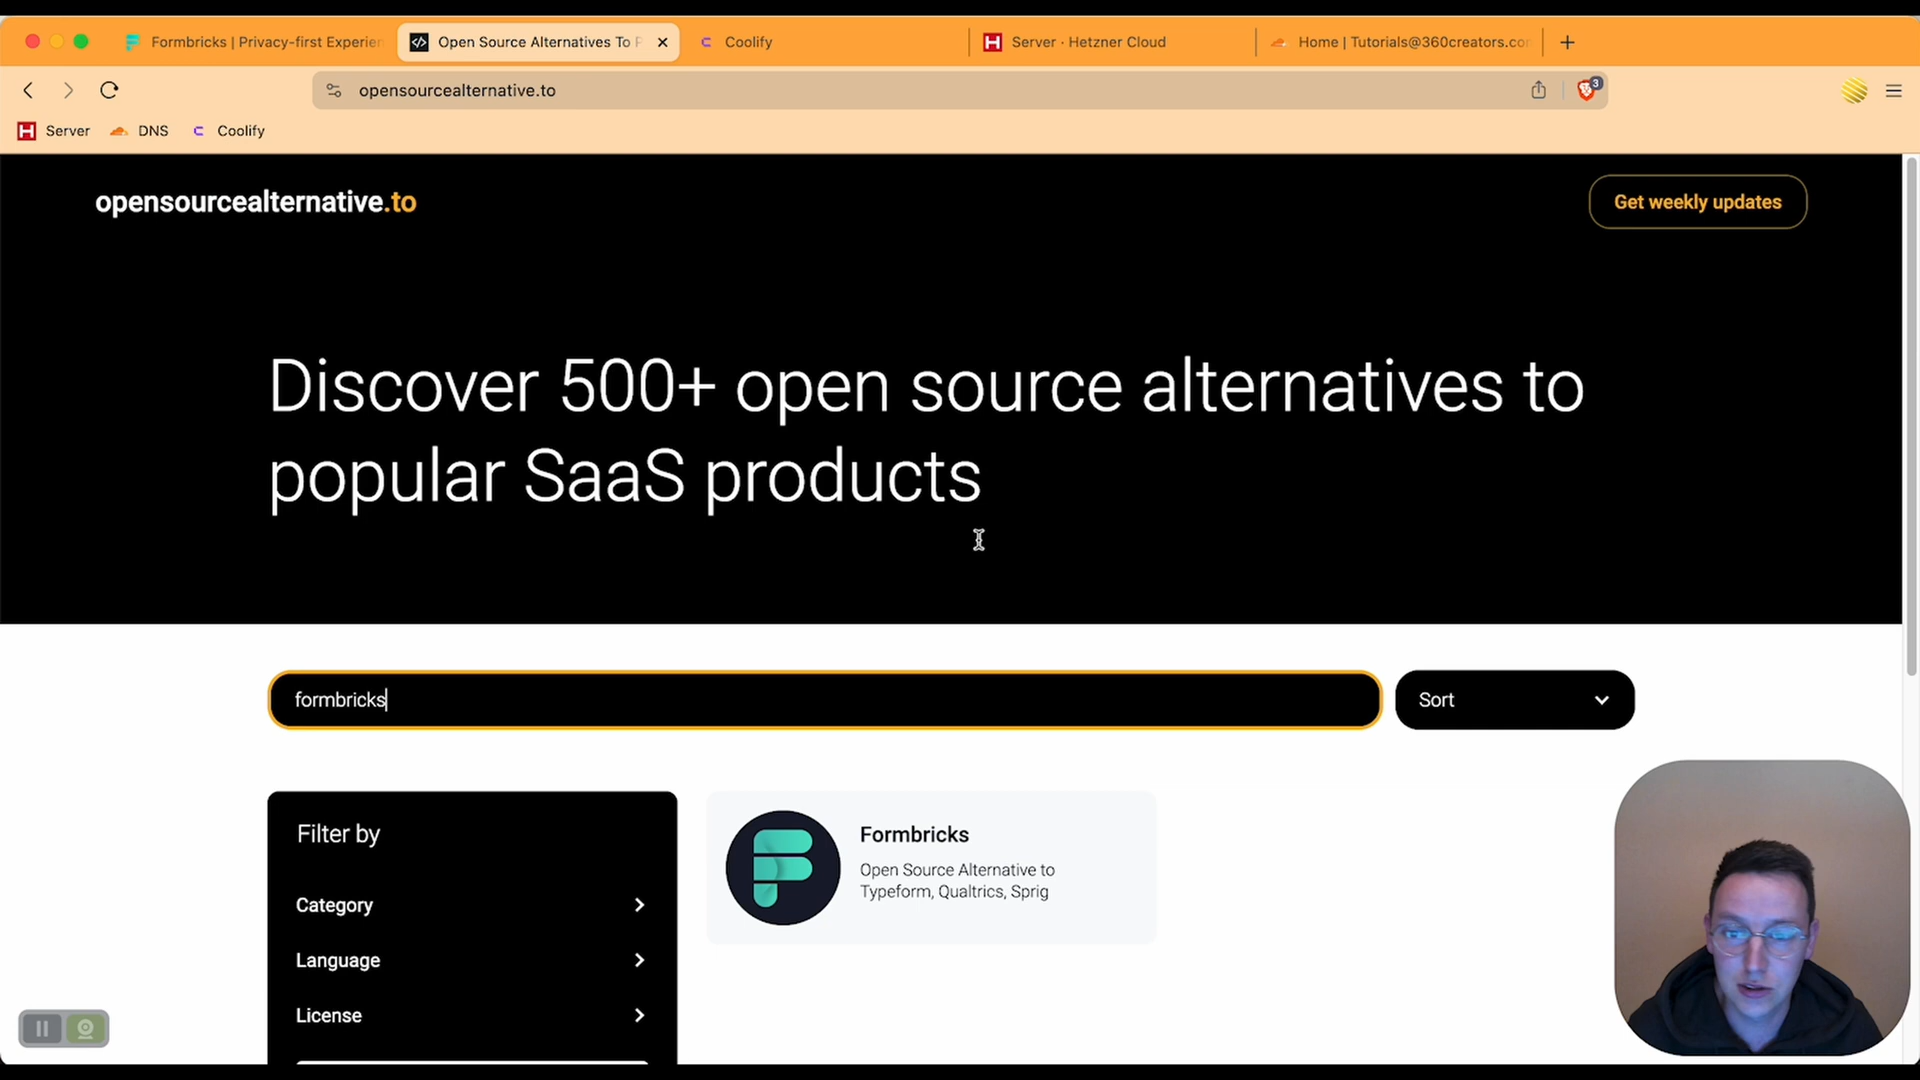 Formbricks | Privacy-first Experien
Open Source Alternatives To P
Coolify
Server · Hetzner Cloud
Home | Tutorials@360creators.con
opensourcealternative.to
3
Server
DNS
Coolify
opensourcealternative.to
Get weekly updates
Discover 500+ open source alternatives to
popular SaaS products
formbricks
Sort
Filter by
Category
Language
License
Formbricks
Open Source Alternative to
Typeform, Qualtrics, Sprig